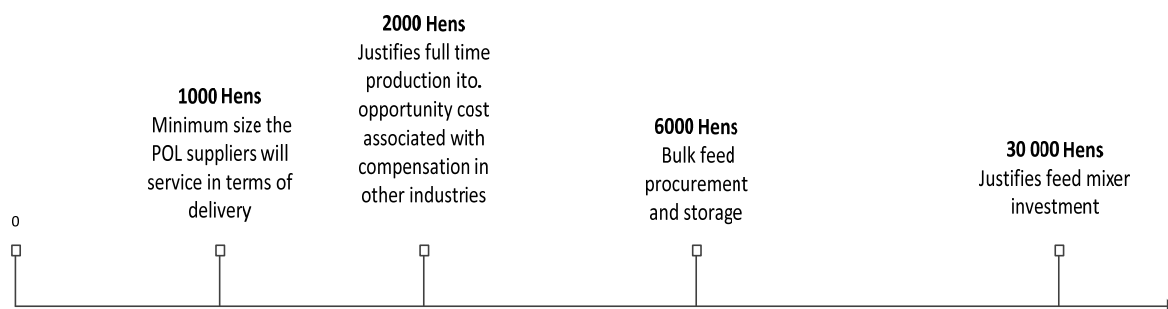 0
1000 Hens
Minimum size the
POL suppliers will
service in terms of
delivery
2000 Hens
Justifies full time
production ito.
opportunity cost
associated with
compensation in
other industries
6000 Hens
Bulk feed
procurement
and storage
30 000 Hens
Justifies feed mixer
investment